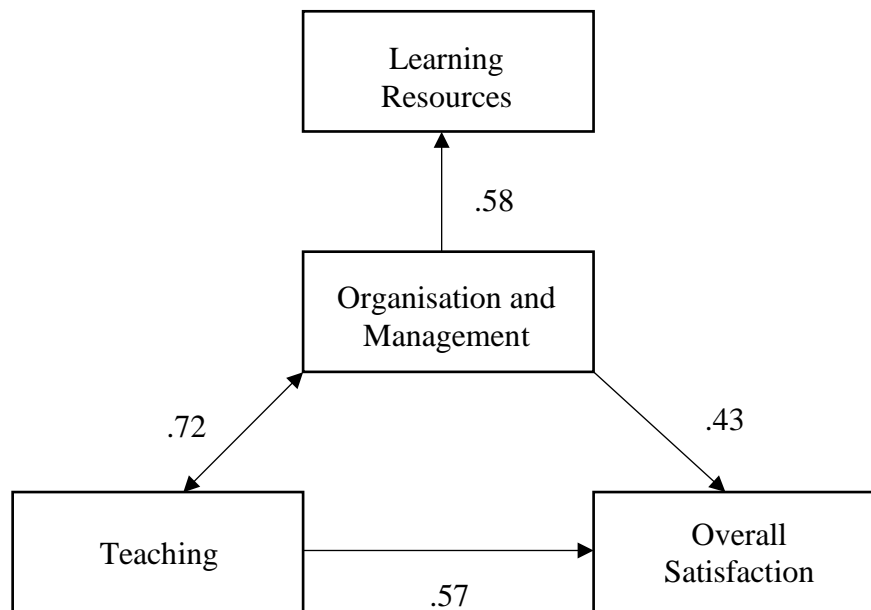 Learning
Resources
.58
Organisation and
Management
.72
.43
Teaching
Overall
Satisfaction
.57